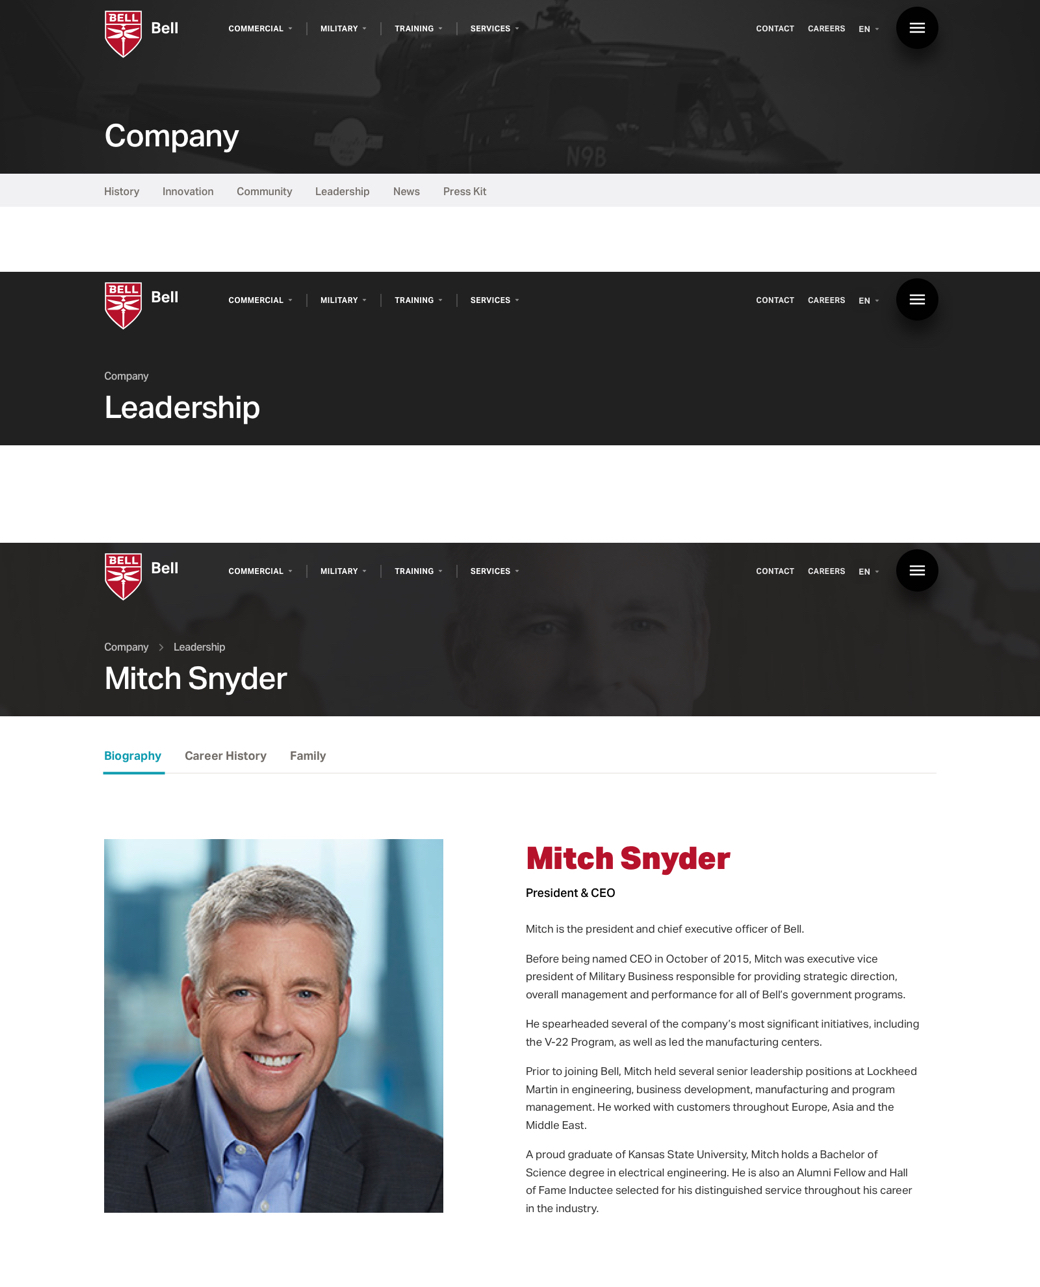 BELL
Bell
COMMERCIAL
MILITARY
TRAINING
SERVICES
CONTACT
CAREERS
EN
N9B
Company
History
Innovation
Community
Leadership
News
Press Kit
BELL
Bell
COMMERCIAL
MILITARY
TRAINING
SERVICES
CONTACT
CAREERS
EN
Company
Leadership
BELL
Bell
COMMERCIAL
MILITARY
TRAINING
SERVICES
CONTACT
CAREERS
EN
Company > Leadership
Mitch Snyder
Biography
Career History
Family
Mitch Snyder
President & CEO
Mitch is the president and chief executive officer of Bell.
Before being named CEO in October of 2015, Mitch was executive vice
president of Military Business responsible for providing strategic direction,
overall management and performance for all of Bell's government programs.
He spearheaded several of the company's most significant initiatives, including
the V-22 Program, as well as led the manufacturing centers.
Prior to joining Bell, Mitch held several senior leadership positions at Lockheed
Martin in engineering, business development, manufacturing and program
management. He worked with customers throughout Europe, Asia and the
Middle East.
A proud graduate of Kansas State University, Mitch holds a Bachelor of
Science degree in electrical engineering. He is also an Alumni Fellow and Hall
of Fame Inductee selected for his distinguished service throughout his career
in the industry.